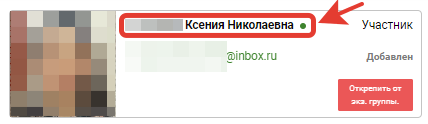 Ксения Николаевна Участник
@inbox.ru Добавлен
Открепить от
экз. группы.